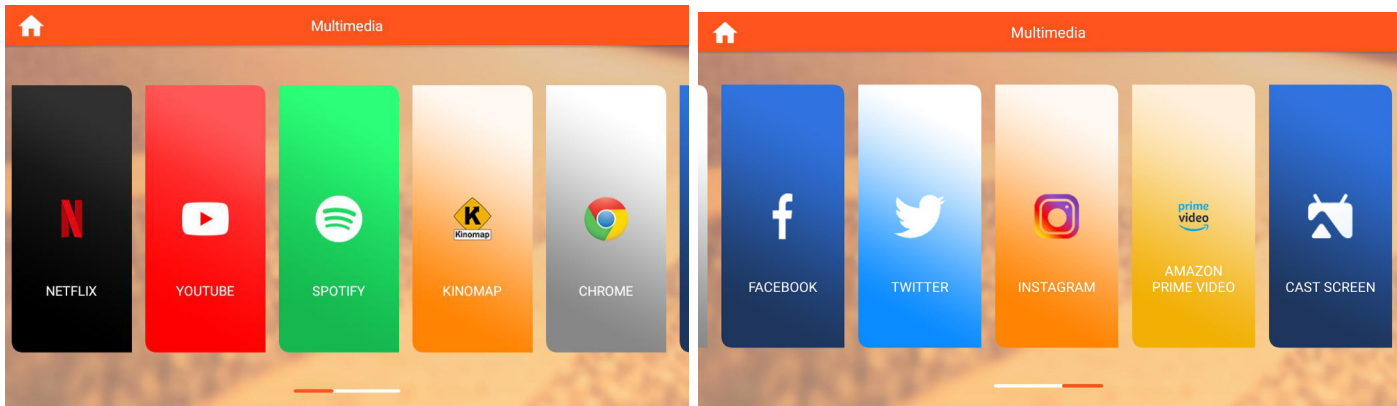 Multimedia
N
NETFLIX
YOUTUBE
SPOTIFY
K
Kinomap
KINOMAP
CHROME
Multimedia
f
FACEBOOK
TWITTER
INSTAGRAM
prime
video
AMAZON
PRIME VIDEO
CAST SCREEN